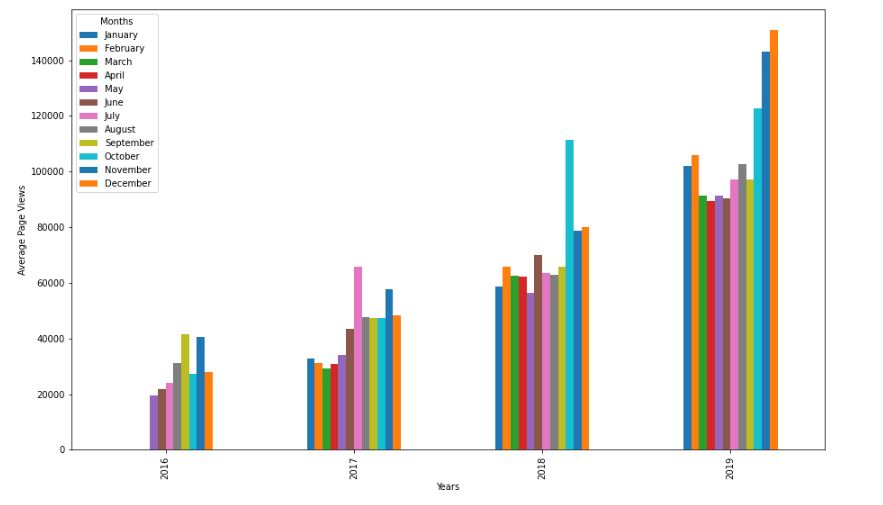 Months
January
February
March
April
May
June
July
August
September
October
November
December
140000
120000
100000
80000
60000
40000
20000
0
Average Page Views
2016
2017
2018
2019
Years